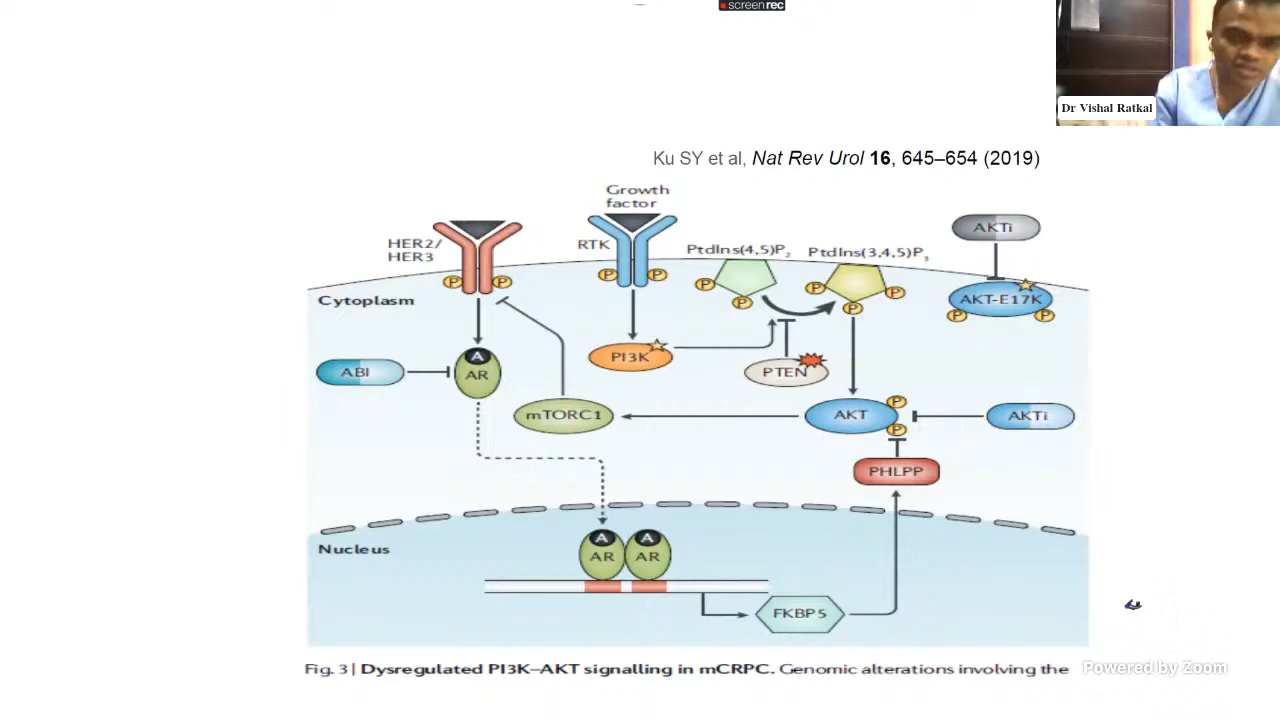 screenrec
Dr Vishal Ratkal
Ku SY et al, Nat Rev Urol 16, 645–654 (2019)
Growth
factor
HER2/
HER3
RTK
PtdIns(4,5)P2
PtdIns(3,4,5)P3
AKTi
P P P P P P P P P
Cytoplasm
AKT-E17K
P P
PI3K
PTEN
ABI
A
AR
mTORC1
AKT
P
P
AKTi
PHLPP
Nucleus
A A
AR AR
FKBP5
Fig. 3 | Dysregulated PI3K–AKT signalling in mCRPC. Genomic alterations involving the
Powered by Zoom